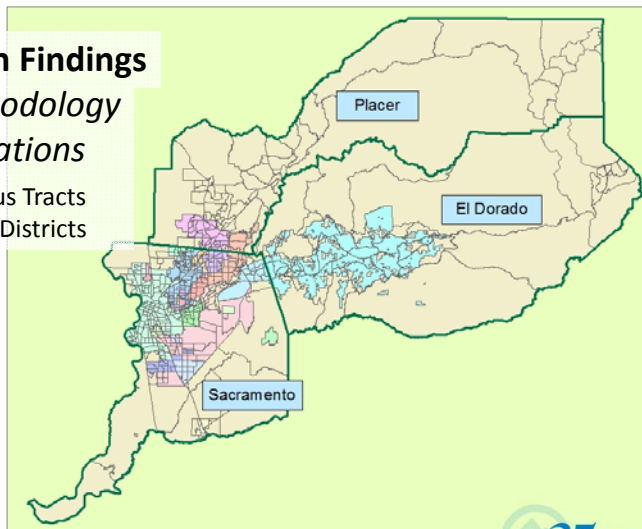 n Findings
odology
ations
us Tracts
Districts
Placer
El Dorado
Sacramento